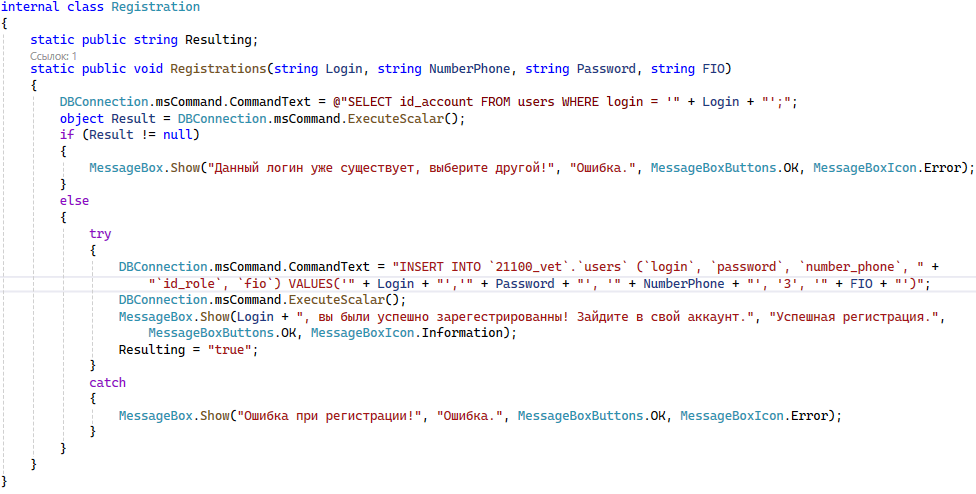 internal class Registration
{
static public string Resulting;
Ссылок: 1
static public void Registrations(string Login, string NumberPhone, string Password, string FIO)
{
DBConnection.msCommand.CommandText = @"SELECT id_account FROM users WHERE login = '" + Login + "';";
object Result = DBConnection.msCommand.ExecuteScalar();
if (Result != null)
{
MessageBox.Show("Данный логин уже существует, выберите другой!", "Ошибка.", MessageBoxButtons.OK, MessageBoxIcon.Error);
}
else
{
try
{
DBConnection.msCommand.CommandText = "INSERT INTO `21100_vet`.`users` (`login`, `password`, `number_phone`, " +
"`id_role`, `fio`) VALUES('" + Login + "','" + Password + "', '" + NumberPhone + "', '3', '" + FIO + "')";
DBConnection.msCommand.ExecuteScalar();
MessageBox.Show(Login + ", вы были успешно зарегестрированны! Зайдите в свой аккаунт.", "Успешная регистрация.",
MessageBoxButtons.OK, MessageBoxIcon.Information);
Resulting = "true";
}
catch
{
MessageBox.Show("Ошибка при регистрации!", "Ошибка.", MessageBoxButtons.OK, MessageBoxIcon.Error);
}
}
}
}